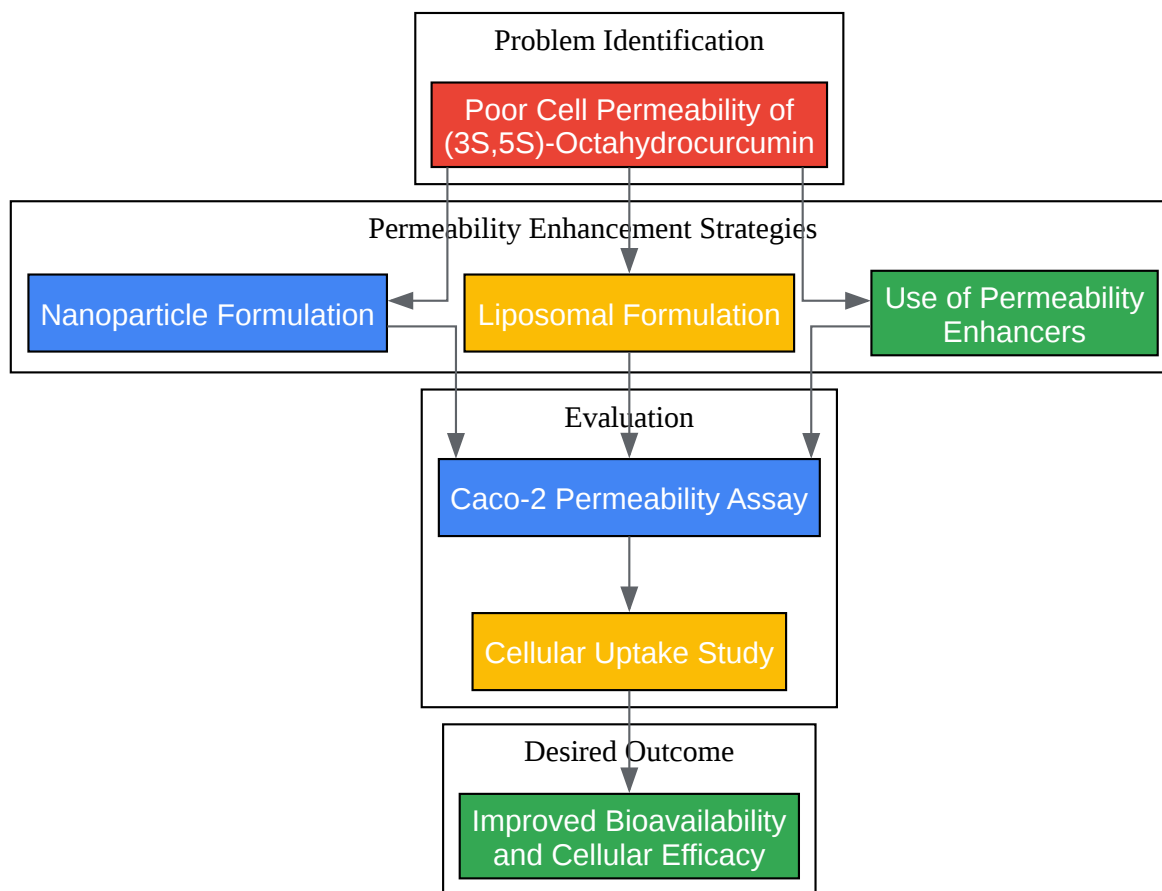 Problem Identification
Poor Cell Permeability of
(3S,5S)-Octahydrocurcumin
Permeability Enhancement Strategies
Nanoparticle Formulation
Liposomal Formulation
Use of Permeability
Enhancers
Evaluation
Caco-2 Permeability Assay
Cellular Uptake Study
Desired Outcome
Improved Bioavailability
and Cellular Efficacy